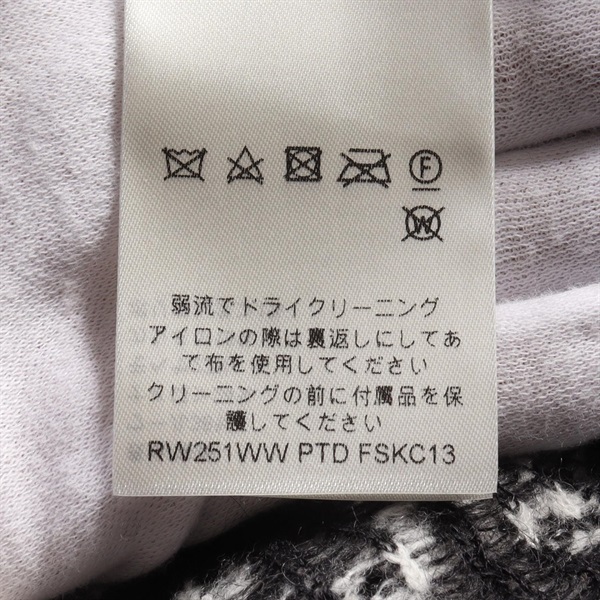 F
W
弱流でドライクリーニング
アイロンの際は裏返しにしてあ
て布を使用してください
クリーニングの前に付属品を保
護してください
RW251WW PTD FSKC13